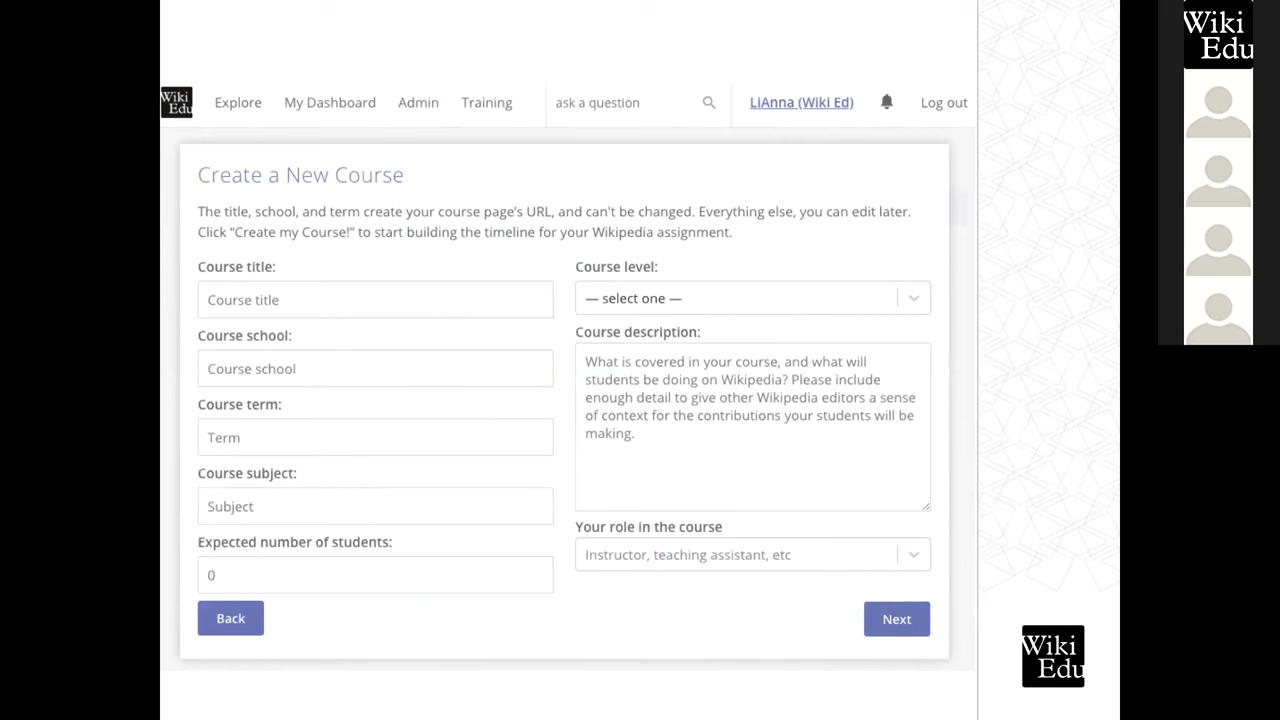 Wiki
Edu
Explore
My Dashboard
Admin
Training
ask a question
LiAnna (Wiki Ed)
Log out
Create a New Course
The title, school, and term create your course page's URL, and can't be changed. Everything else, you can edit later.
Click “Create my Course!” to start building the timeline for your Wikipedia assignment.
Course title:
Course title
Course school:
Course school
Course term:
Term
Course subject:
Subject
Expected number of students:
0
Back
Course level:
— select one —
Course description:
What is covered in your course, and what will
students be doing on Wikipedia? Please include
enough detail to give other Wikipedia editors a sense
of context for the contributions your students will be
making.
Your role in the course
Instructor, teaching assistant, etc
Next
Wiki
Edu
Wiki
Edu